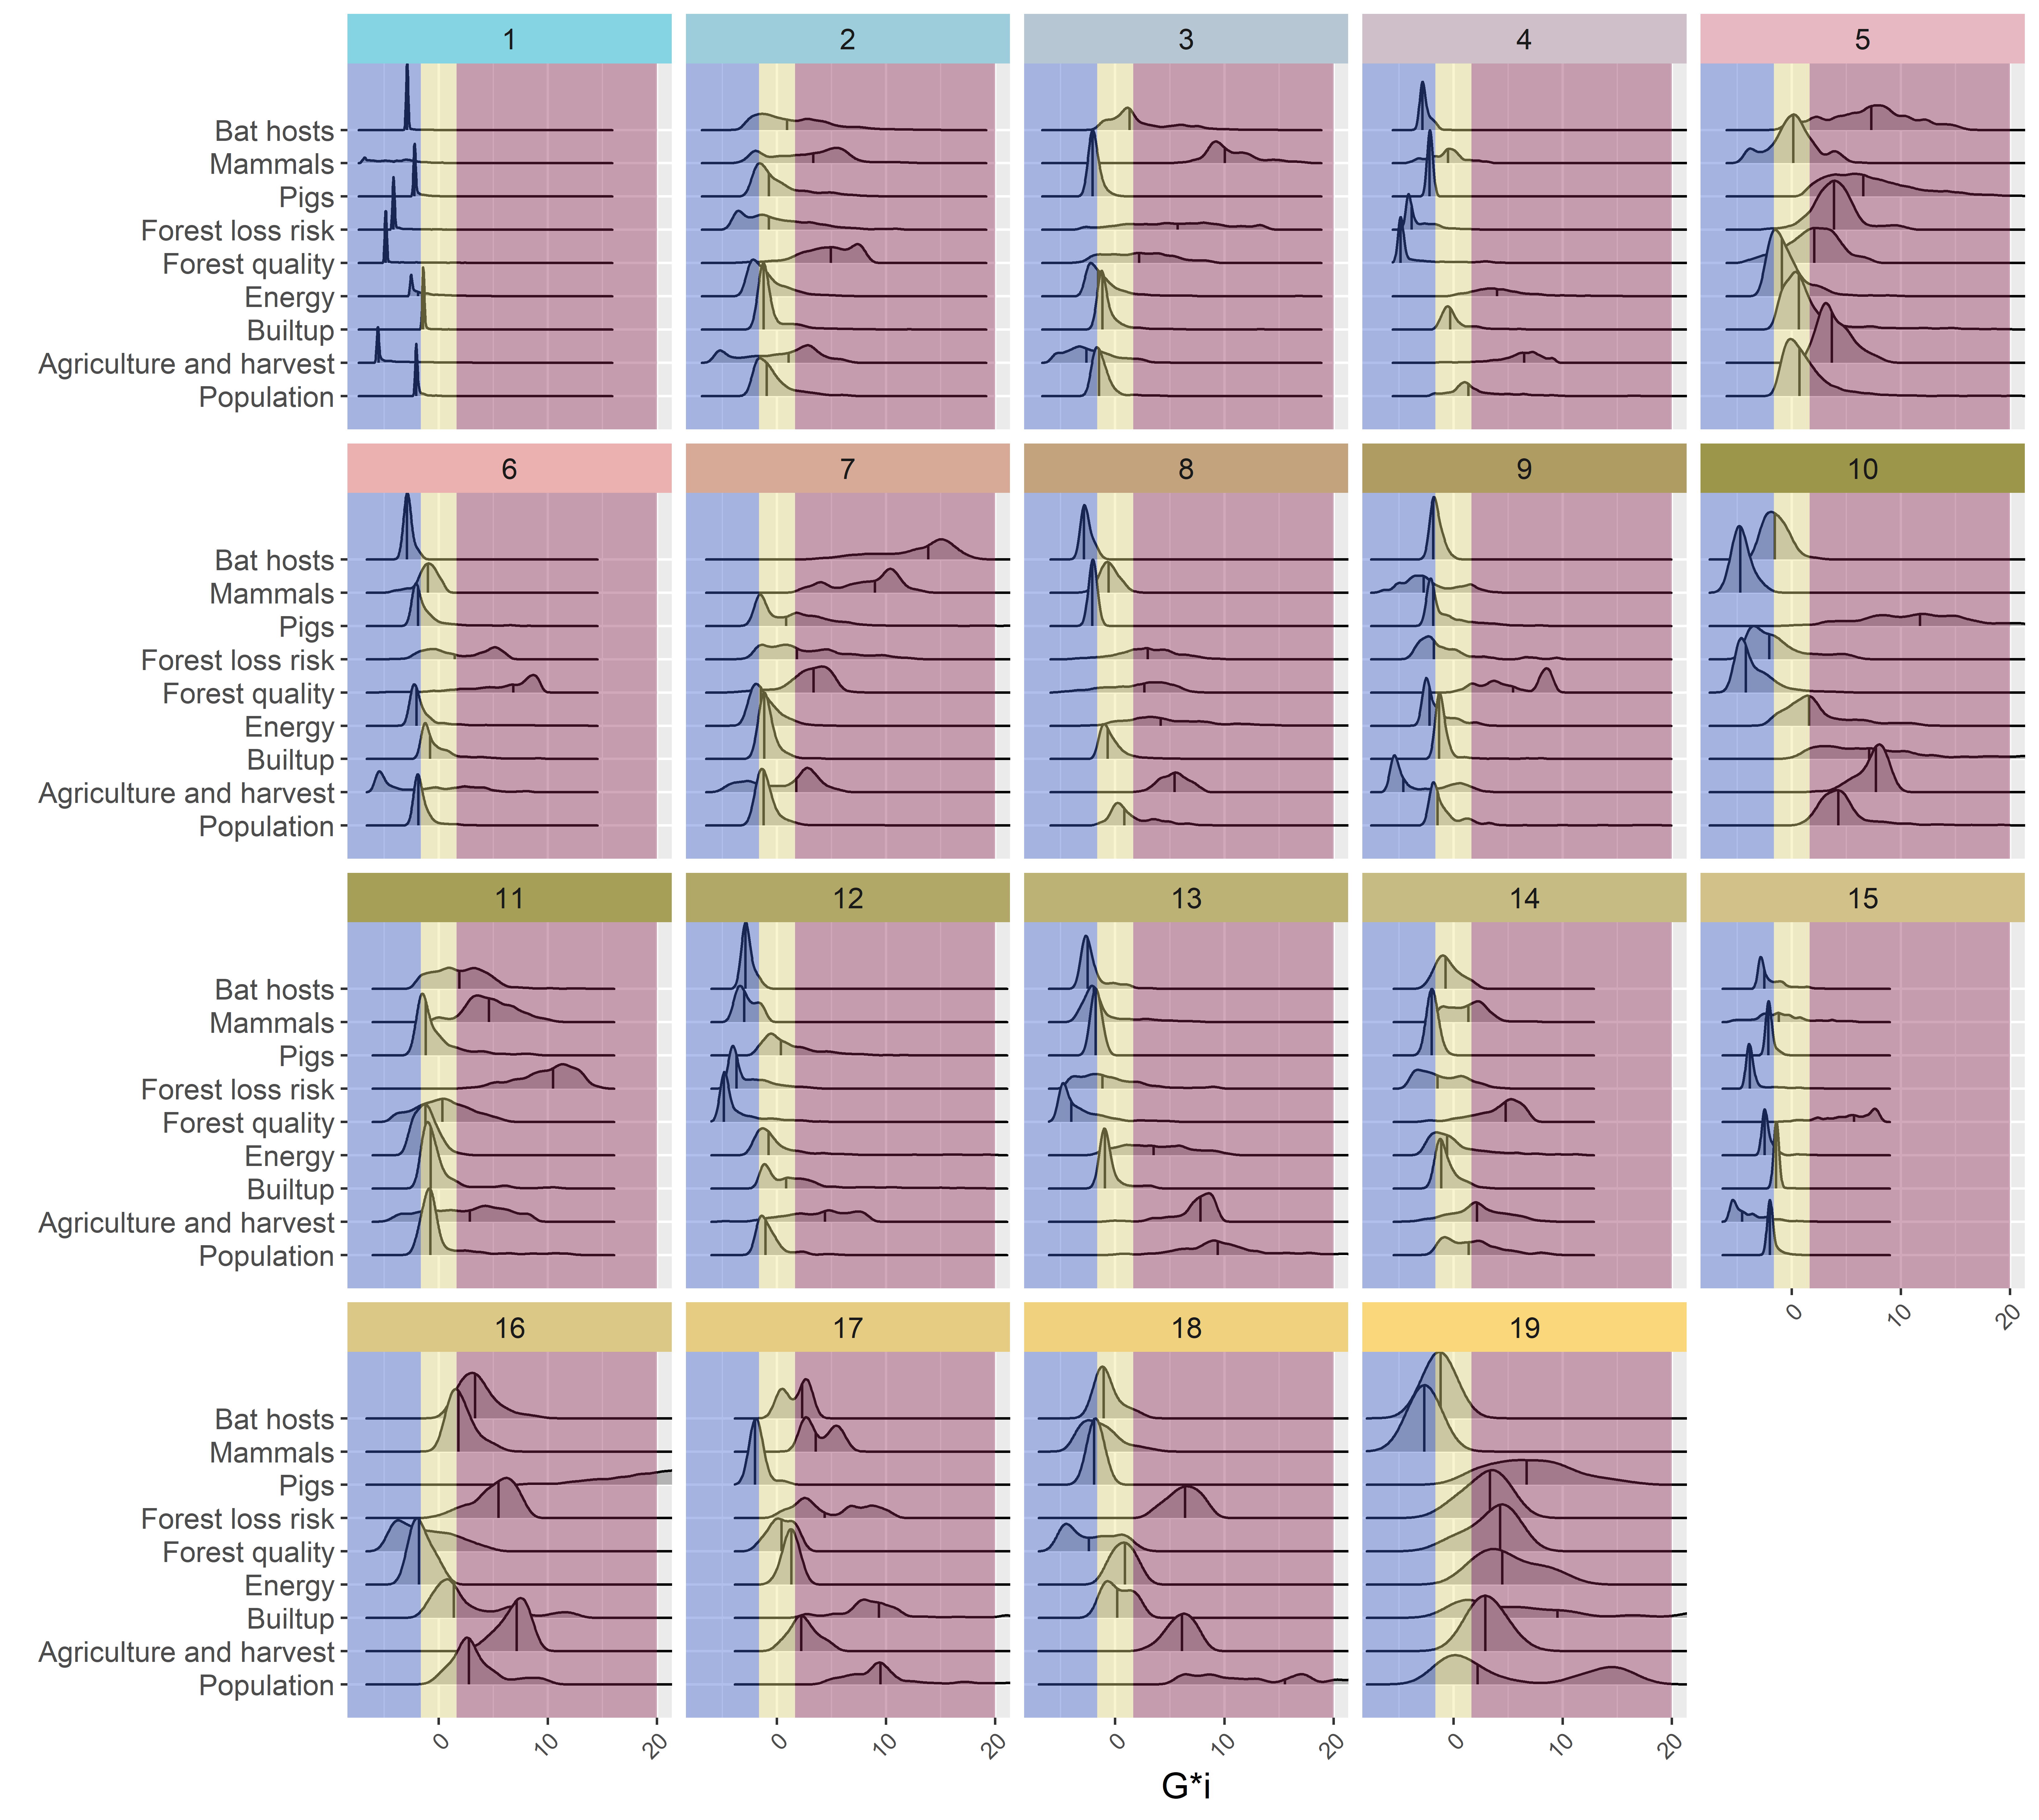 1 2 3 4 5
Bat hosts
Mammals
Pigs
Forest loss risk
Forest quality
Energy
Builtup
Agriculture and harvest
Population
6 7 8 9 10
Bat hosts
Mammals
Pigs
Forest loss risk
Forest quality
Energy
Builtup
Agriculture and harvest
Population
11 12 13 14 15
Bat hosts
Mammals
Pigs
Forest loss risk
Forest quality
Energy
Builtup
Agriculture and harvest
Population
0 10 20
16 17 18 19
Bat hosts
Mammals
Pigs
Forest loss risk
Forest quality
Energy
Builtup
Agriculture and harvest
Population
0 10 20 0 10 20 0 10 20 0 10 20
G*i